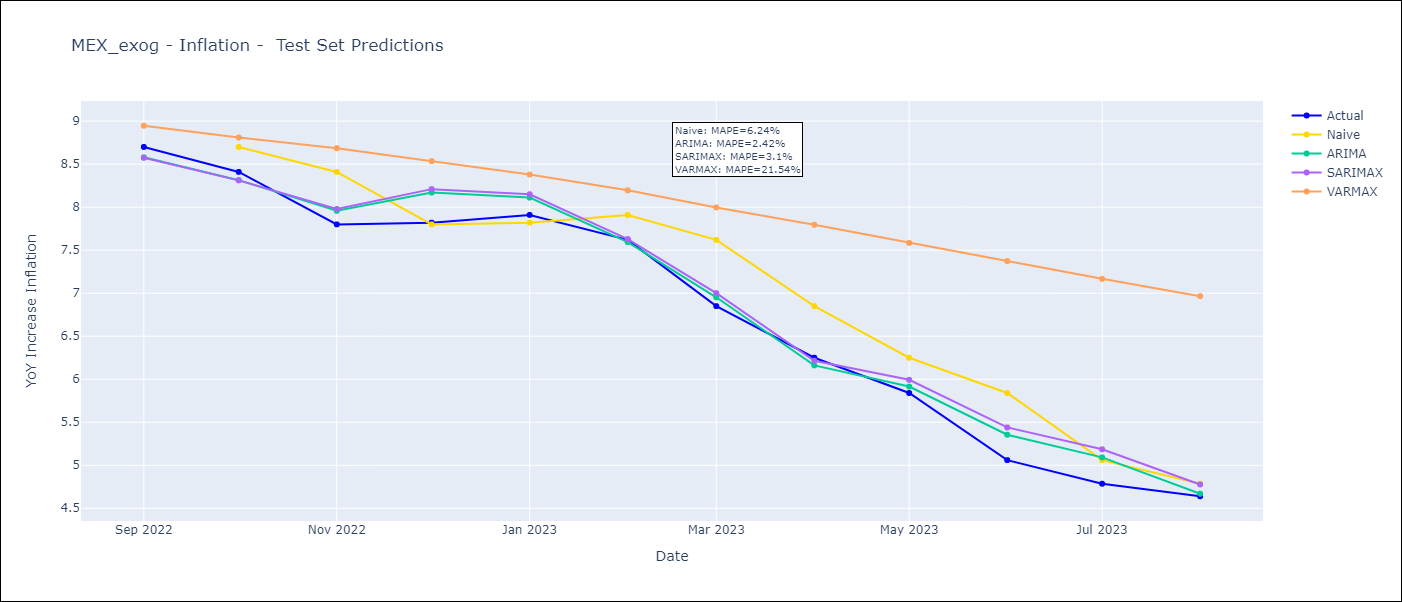 MEX_exog - Inflation -  Test Set Predictions
Actual
Naive
ARIMA
SARIMAX
VARMAX
Naive: MAPE=6.24%
ARIMA: MAPE=2.42%
SARIMAX: MAPE=3.1%
VARMAX: MAPE=21.54%
YoY Increase Inflation
9
8.5
8
7.5
7
6.5
6
5.5
5
4.5
Sep 2022
Nov 2022
Jan 2023
Mar 2023
May 2023
Jul 2023
Date